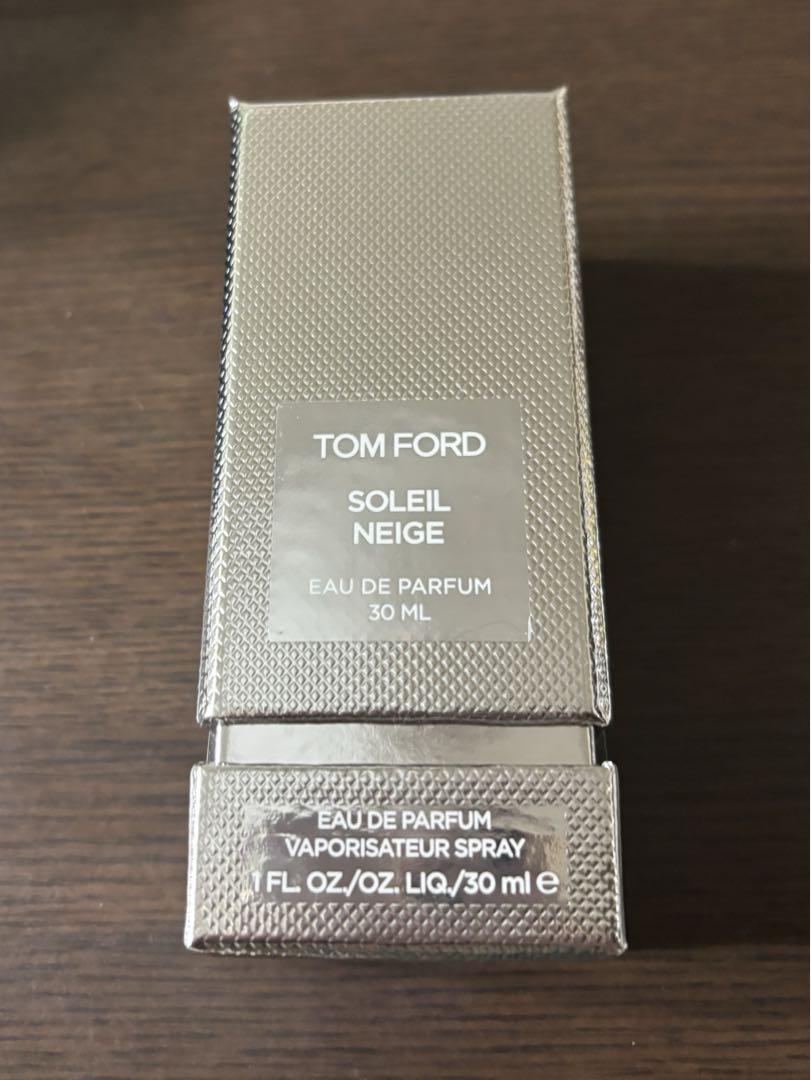 TOM FORD
SOLEIL
NEIGE
EAU DE PARFUM
30 ML
EAU DE PARFUM
VAPORISATEUR SPRAY
1 FL. OZ./OZ. LIQ./30 ml e